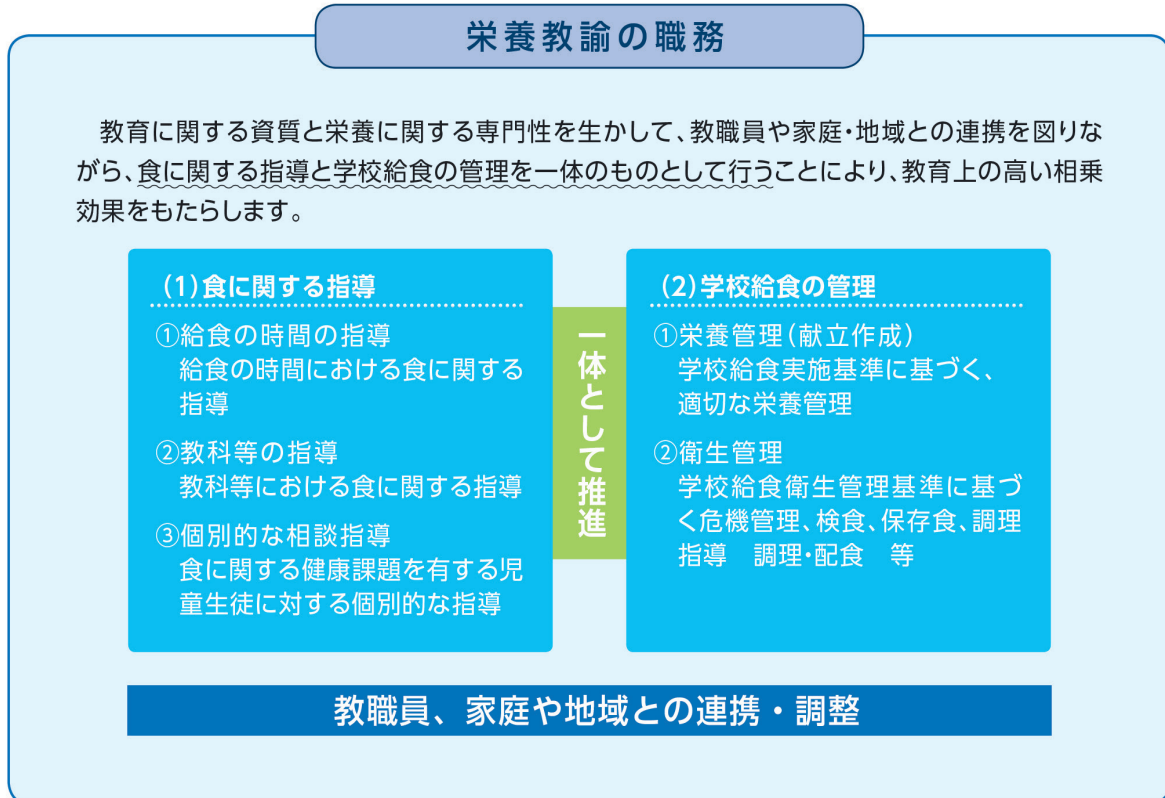 栄養教諭の職務
教育に関する資質と栄養に関する専門性を生かして、教職員や家庭・地域との連携を図りな
がら、食に関する指導と学校給食の管理を一体のものとして行うことにより、教育上の高い相乗
効果をもたらします。
(1)食に関する指導
①給食の時間の指導
給食の時間における食に関する
指導
②教科等の指導
教科等における食に関する指導
③個別的な相談指導
食に関する健康課題を有する児
童生徒に対する個別的な指導
一体として推進
(2)学校給食の管理
①栄養管理(献立作成)
学校給食実施基準に基づく、
適切な栄養管理
②衛生管理
学校給食衛生管理基準に基づ
く危機管理、検食、保存食、調理
指導　調理・配食　等
教職員、家庭や地域との連携・調整